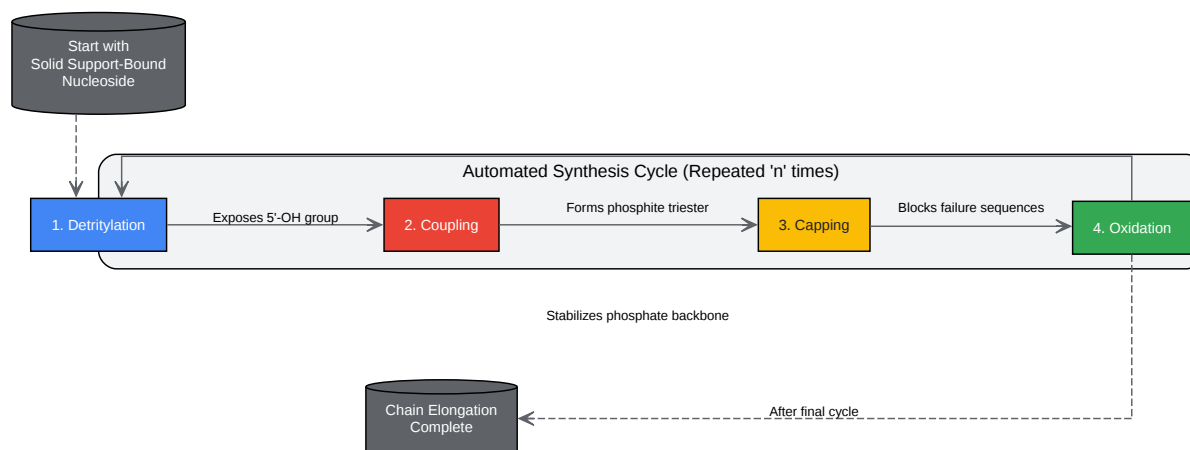 Start with
Solid Support-Bound
Nucleoside
Automated Synthesis Cycle (Repeated 'n' times)
1. Detritylation
Exposes 5'-OH group
2. Coupling
Forms phosphite triester
3. Capping
Blocks failure sequences
4. Oxidation
Stabilizes phosphate backbone
Chain Elongation
Complete
After final cycle